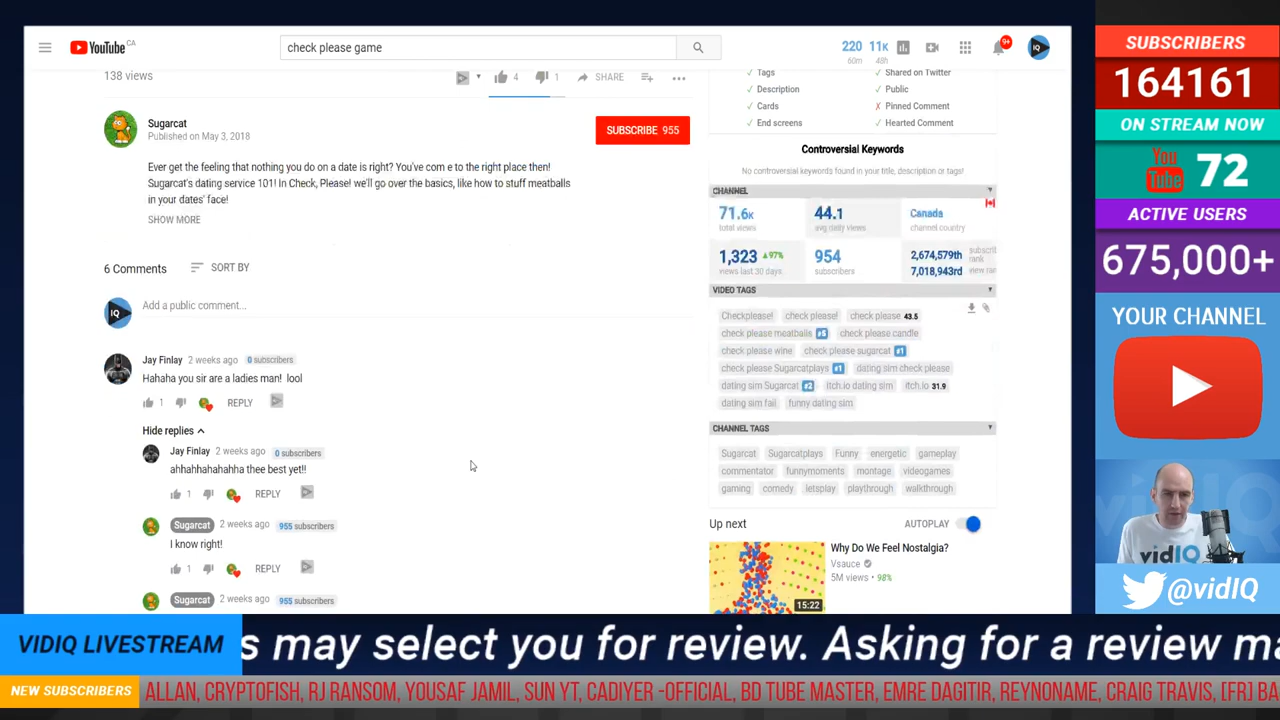 YouTube CA
check please game
220 11K
60m 48h
9+
IQ
138 views
4 1 SHARE
Sugarcat
Published on May 3, 2018
SUBSCRIBE 955
Ever get the feeling that nothing you do on a date is right? You've com e to the right place then!
Sugarcat's dating service 101! In Check, Please! we'll go over the basics, like how to stuff meatballs
in your dates' face!
SHOW MORE
6 Comments SORT BY
IQ
Add a public comment...
Jay Finlay 2 weeks ago 0 subscribers
Hahaha you sir are a ladies man! lool
1 REPLY
Hide replies
Jay Finlay 2 weeks ago 0 subscribers
ahhahhahahahha thee best yet!!
1 REPLY
Sugarcat 2 weeks ago 955 subscribers
I know right!
1 REPLY
Sugarcat 2 weeks ago 955 subscribers
✓ Tags ✓ Shared on Twitter
✓ Description ✓ Public
✓ Cards ✗ Pinned Comment
✓ End screens ✓ Hearted Comment
Controversial Keywords
No controversial keywords found in your title, description or tags!
CHANNEL
71.6k 44.1 Canada
total views avg daily views channel country
1,323 ▲97% 954 2,674,579th subscrit rank
views last 30 days subscribers 7,018,943rd view ran
VIDEO TAGS
Checkplease! check please! check please 43.5
check please meatballs #5 check please candle
check please wine check please sugarcat #1
check please Sugarcatplays #1 dating sim check please
dating sim Sugarcat #2 itch.io dating sim itch.io 31.9
dating sim fail funny dating sim
CHANNEL TAGS
Sugarcat Sugarcatplays Funny energetic gameplay
commentator funnymoments montage videogames
gaming comedy letsplay playthrough walkthrough
Up next AUTOPLAY
Why Do We Feel Nostalgia?
Vsauce
5M views • 98%
15:22
SUBSCRIBERS
164161
ON STREAM NOW
You Tube 72
ACTIVE USERS
675,000+
YOUR CHANNEL
vidIQ
@vidIQ
VIDIQ LIVESTREAM
s may select you for review. Asking for a review ma
NEW SUBSCRIBERS
ALLAN, CRYPTOFISH, RJ RANSOM, YOUSAF JAMIL, SUN YT, CADIYER -OFFICIAL, BD TUBE MASTER, EMRE DAGITIR, REYNONAME, CRAIG TRAVIS, [FR] BA